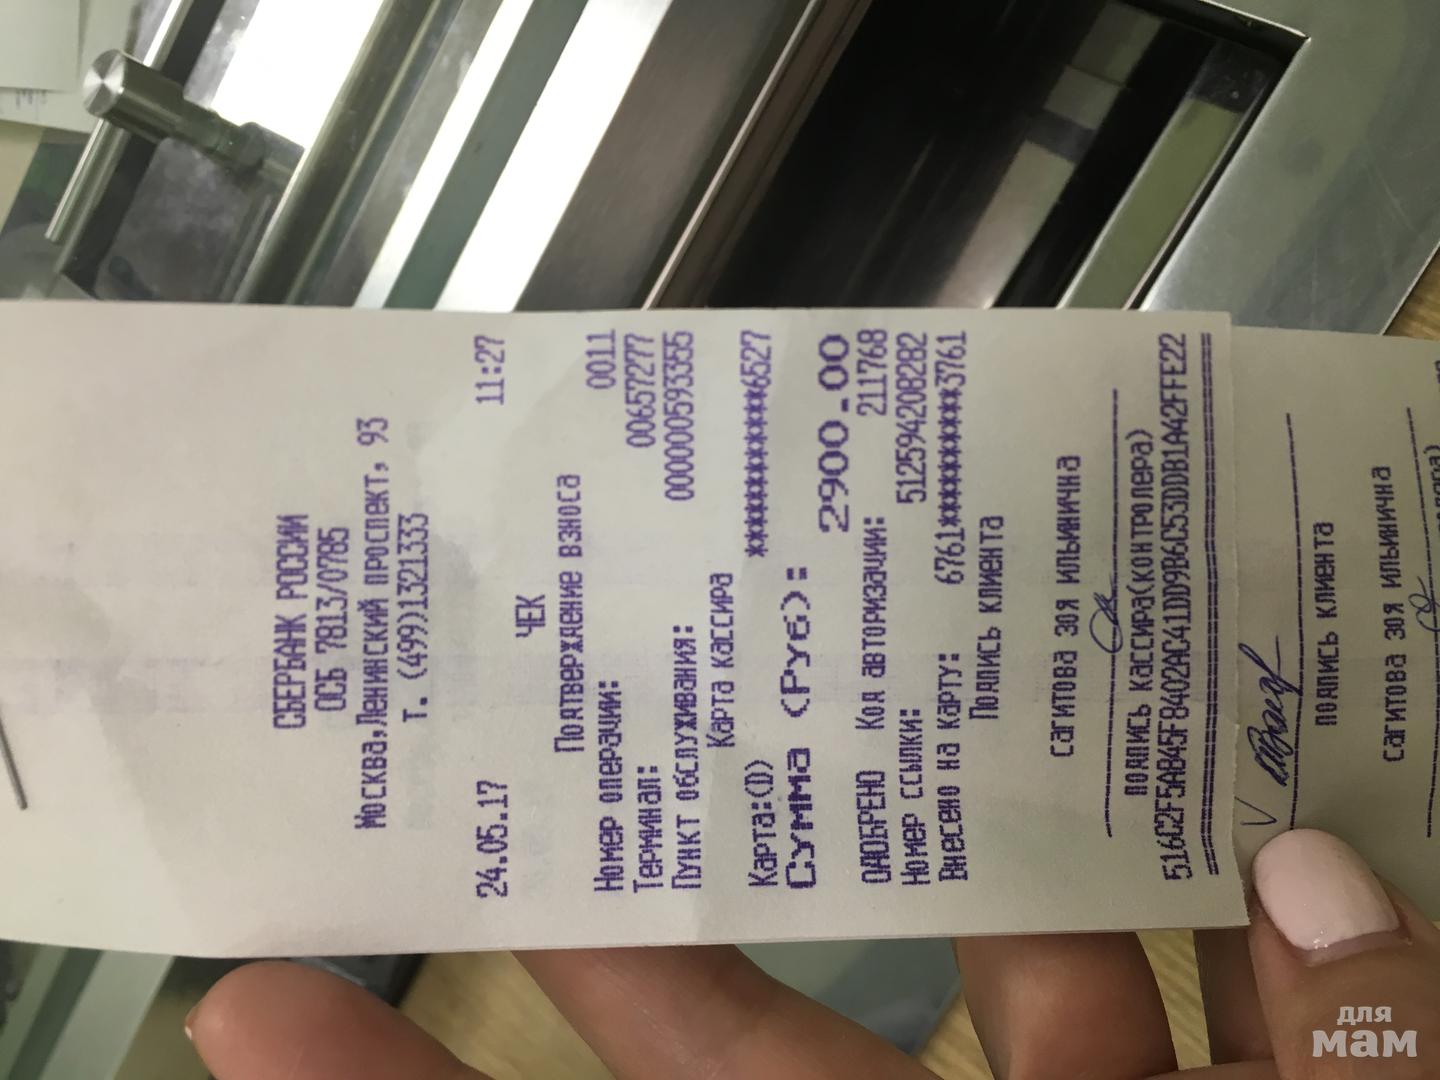 СБЕРБАНК РОССИИ
ОСБ 7813/0785
Москва,Ленинский проспект, 93
т. (499)1321333
24.05.17 11:27
ЧЕК
Подтверждение взноса
Номер операции: 0011
Терминал: 00657277
Пункт обслуживания: 000000593355
Карта кассира
Карта:(D) ************6527
Сумма (Руб): 2900.00
ОДОБРЕНО Код авторизации: 211768
Номер ссылки: 512594208282
Внесено на карту: 6761**********3761
Подпись клиента
САГИТОВА ЗОЯ ИЛЬИНИЧНА
подпись кассира(контролера)
516C2F5AB45F8402AC41DD9B6C53DDB1A42FFE22
V
подпись клиента
САГИТОВА ЗОЯ ИЛЬИНИЧНА
для
мам